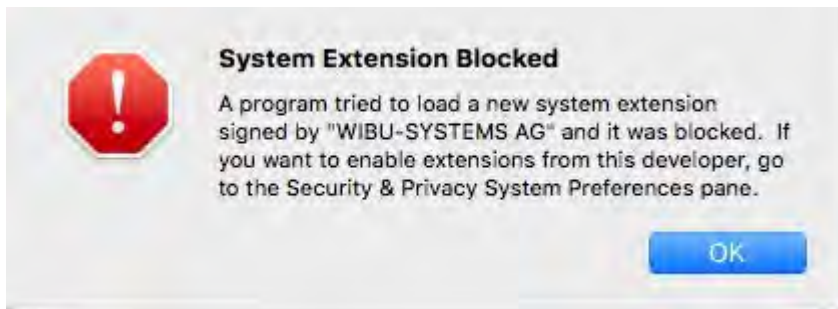 System Extension Blocked
A program tried to load a new system extension
signed by "WIBU-SYSTEMS AG" and it was blocked.  If
you want to enable extensions from this developer, go
to the Security & Privacy System Preferences pane.
OK